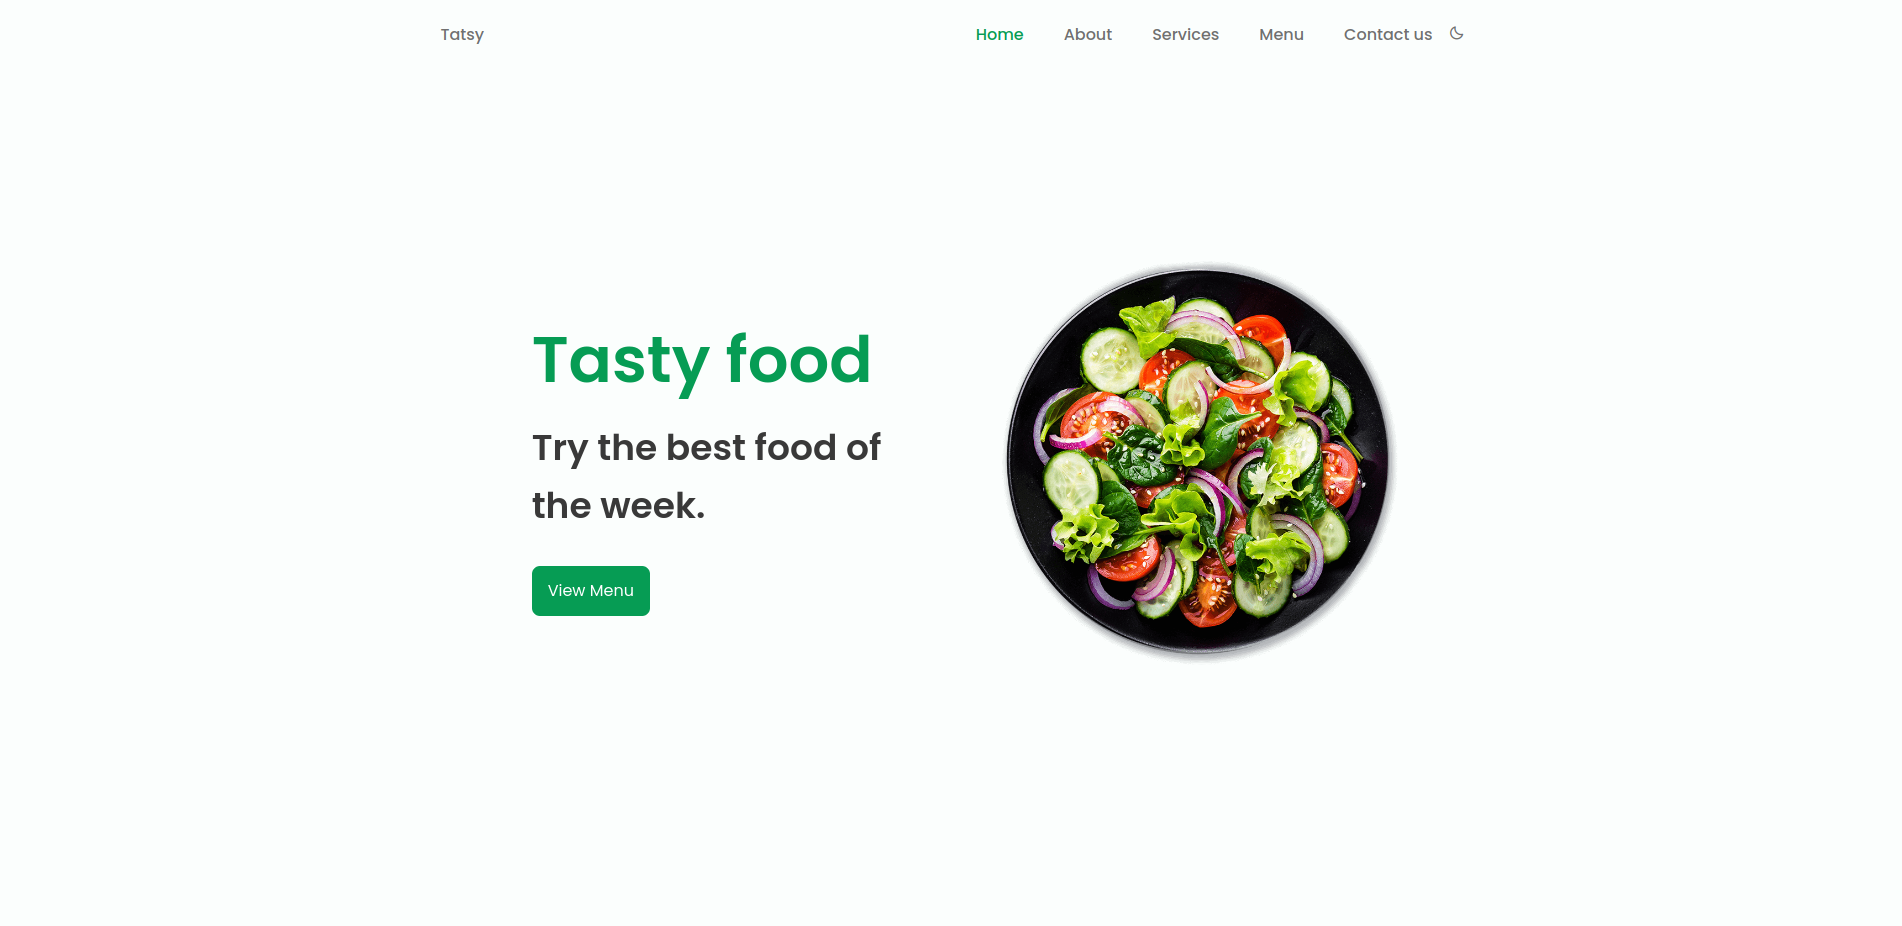 Tatsy
Home About Services Menu Contact us
Tasty food
Try the best food of
the week.
View Menu